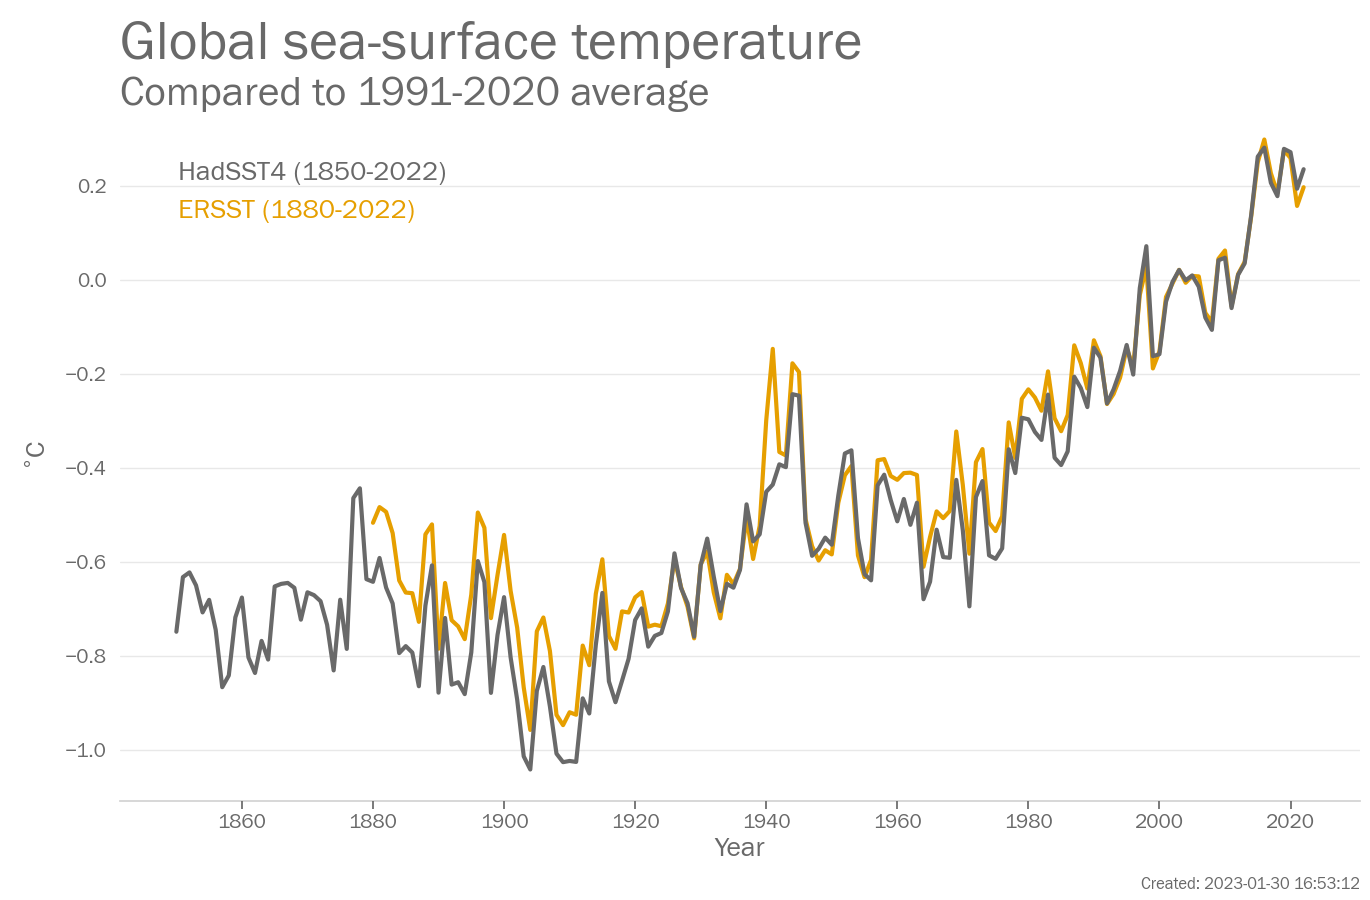 Global sea-surface temperature
Compared to 1991-2020 average
HadSST4 (1850-2022)
ERSST (1880-2022)
0.2
0.0
−0.2
−0.4
−0.6
−0.8
−1.0
°C
1860 1880 1900 1920 1940 1960 1980 2000 2020
Year
Created: 2023-01-30 16:53:12